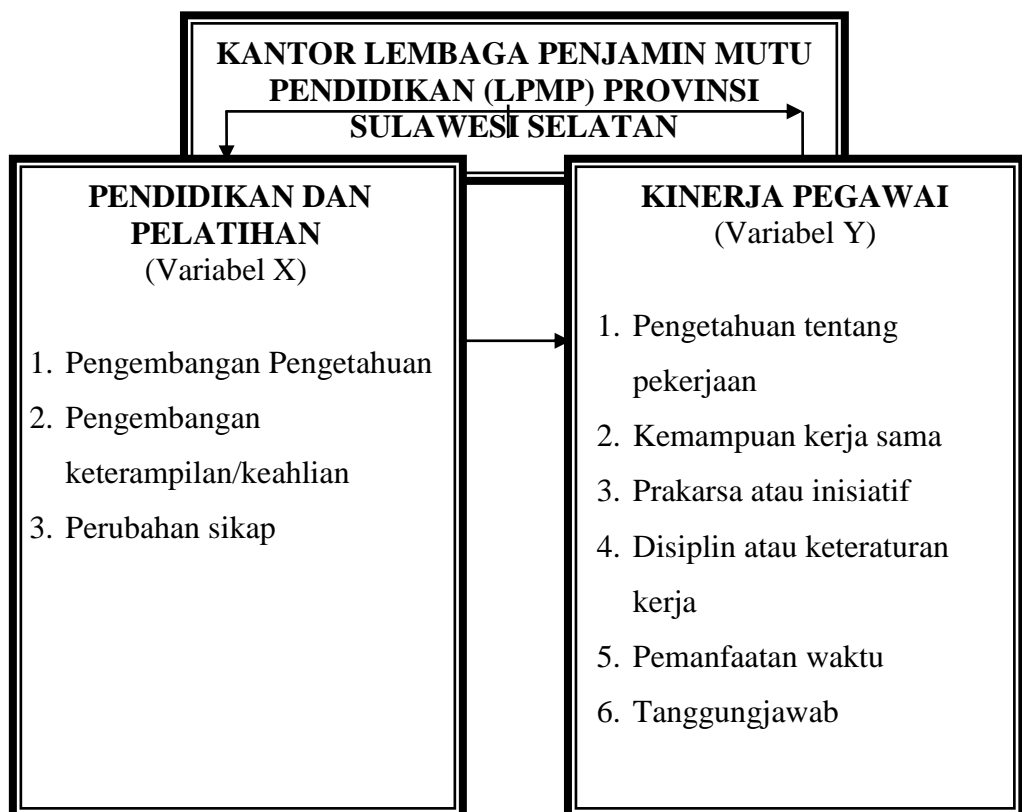 KANTOR LEMBAGA PENJAMIN MUTU
PENDIDIKAN (LPMP) PROVINSI
SULAWESI SELATAN
PENDIDIKAN DAN
PELATIHAN
(Variabel X)
1. Pengembangan Pengetahuan
2. Pengembangan
keterampilan/keahlian
3. Perubahan sikap
KINERJA PEGAWAI
(Variabel Y)
1. Pengetahuan tentang
pekerjaan
2. Kemampuan kerja sama
3. Prakarsa atau inisiatif
4. Disiplin atau keteraturan
kerja
5. Pemanfaatan waktu
6. Tanggungjawab